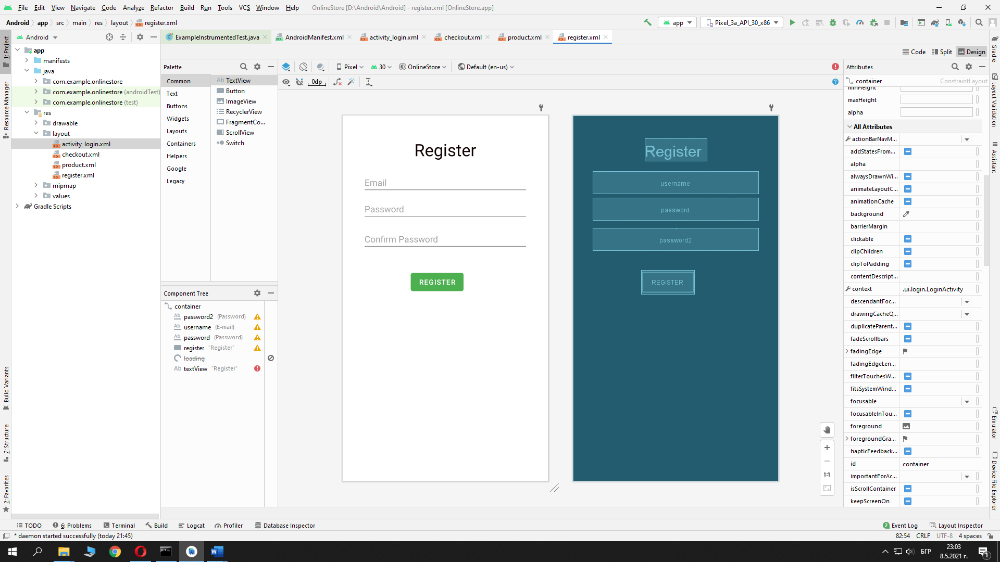 File Edit View Navigate Code Analyze Refactor Build Run Tools VCS Window Help OnlineStore [D:\Android\Android] - register.xml [OnlineStore.app]
Android app src main res layout register.xml app Pixel_3a_API_30_x86
Android ExampleInstrumentedTest.java AndroidManifest.xml activity_login.xml checkout.xml product.xml register.xml
Code Split Design
1: Project
Resource Manager
Build Variants
7: Structure
2: Favorites
app
manifests
java
com.example.onlinestore
com.example.onlinestore (androidTest)
com.example.onlinestore (test)
res
drawable
layout
activity_login.xml
checkout.xml
product.xml
register.xml
mipmap
values
Gradle Scripts
Palette
Common
Text
Buttons
Widgets
Layouts
Containers
Helpers
Google
Legacy
Ab TextView
Button
ImageView
RecyclerView
FragmentCo...
ScrollView
Switch
Pixel 30 OnlineStore Default (en-us)
0dp
Component Tree
container
Ab password2 (Password)
Ab username (E-mail)
Ab password (Password)
register "Register"
loading
Ab textView "Register"
Register
Email
Password
Confirm Password
REGISTER
Register
username
password
password2
REGISTER
1:1
Attributes
container ConstraintLayout
minHeight
maxHeight
alpha
All Attributes
actionBarNavM...
addStatesFrom...
alpha
alwaysDrawnWi...
animateLayoutC...
animationCache
background
barrierMargin
clickable
clipChildren
clipToPadding
contentDescript...
context .ui.login.LoginActivity
descendantFoc...
drawingCacheQ...
duplicateParent...
fadeScrollbars
fadingEdge
fadingEdgeLen...
filterTouchesW...
fitsSystemWind...
focusable
focusableInTou...
foreground
foregroundGra...
hapticFeedback...
id container
importantForAc...
isScrollContainer
keepScreenOn
Gradle
Layout Validation
Assistant
Emulator
Device File Explorer
TODO 6: Problems Terminal Build Logcat Profiler Database Inspector 2 Event Log Layout Inspector
* daemon started successfully (today 21:45) 82:54 CRLF UTF-8 4 spaces
БГР 23:03
8.5.2021 г. 1